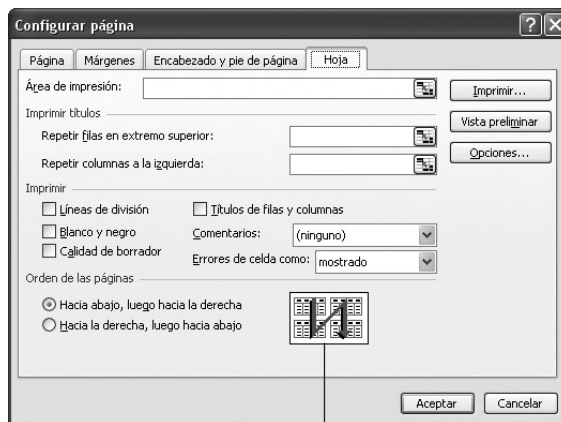 Configurar página
Página Márgenes Encabezado y pie de página Hoja
Área de impresión:
Imprimir...
Imprimir títulos
Vista preliminar
Repetir filas en extremo superior:
Opciones...
Repetir columnas a la izquierda:
Imprimir
Líneas de división Títulos de filas y columnas
Blanco y negro Comentarios: (ninguno)
Calidad de borrador Errores de celda como: mostrado
Orden de las páginas
Hacia abajo, luego hacia la derecha
Hacia la derecha, luego hacia abajo
Aceptar Cancelar